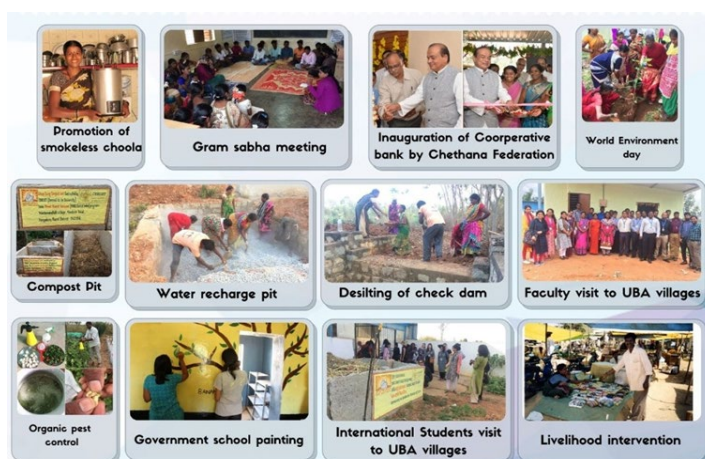 Promotion of
smokeless choola
Gram sabha meeting
Inauguration of Coorperative
bank by Chethana Federation
World Environment
day
Compost Pit
Water recharge pit
Desilting of check dam
Faculty visit to UBA villages
Organic pest
control
Government school painting
International Students visit
to UBA villages
Livelihood intervention